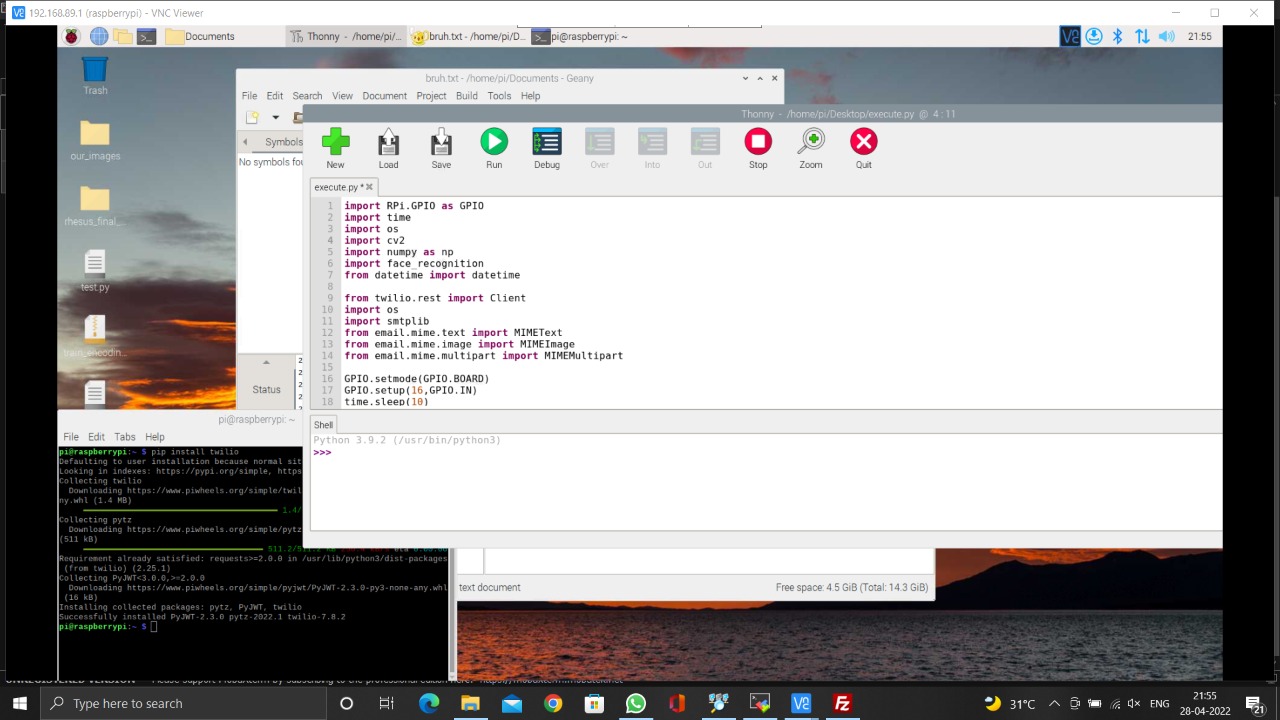 192.168.89.1 (raspberrypi) - VNC Viewer
Documents
Thonny - /home/pi/...
bruh.txt - /home/pi/D...
pi@raspberrypi: ~
21:55
Trash
our_images
rhesus_final_...
test.py
train_encodin...
bruh.txt - /home/pi/Documents - Geany
File Edit Search View Document Project Build Tools Help
Symbols
No symbols fou
Status
Thonny - /home/pi/Desktop/execute.py @ 4 : 11
New Load Save Run Debug Over Into Out Stop Zoom Quit
execute.py *
1 import RPi.GPIO as GPIO
2 import time
3 import os
4 import cv2
5 import numpy as np
6 import face_recognition
7 from datetime import datetime
8
9 from twilio.rest import Client
10 import os
11 import smtplib
12 from email.mime.text import MIMEText
13 from email.mime.image import MIMEImage
14 from email.mime.multipart import MIMEMultipart
15
16 GPIO.setmode(GPIO.BOARD)
17 GPIO.setup(16,GPIO.IN)
18 time.sleep(10)
Shell
Python 3.9.2 (/usr/bin/python3)
>>>
pi@raspberrypi: ~
File Edit Tabs Help
pi@raspberrypi:~ $ pip install twilio
Defaulting to user installation because normal sit
Looking in indexes: https://pypi.org/simple, https
Collecting twilio
Downloading https://www.piwheels.org/simple/twil
ny.whl (1.4 MB)
1.4/
Collecting pytz
Downloading https://www.piwheels.org/simple/pytz
(511 kB)
Requirement already satisfied: requests>=2.0.0 in /usr/lib/python3/dist-packages
(from twilio) (2.25.1)
Collecting PyJWT<3.0.0,>=2.0.0
Downloading https://www.piwheels.org/simple/pyjwt/PyJWT-2.3.0-py3-none-any.whl
(16 kB)
Installing collected packages: pytz, PyJWT, twilio
Successfully installed PyJWT-2.3.0 pytz-2022.1 twilio-7.8.2
pi@raspberrypi:~ $
text document
Free space: 4.5 GiB (Total: 14.3 GiB)
Type here to search
31°C
ENG
21:55
28-04-2022
21